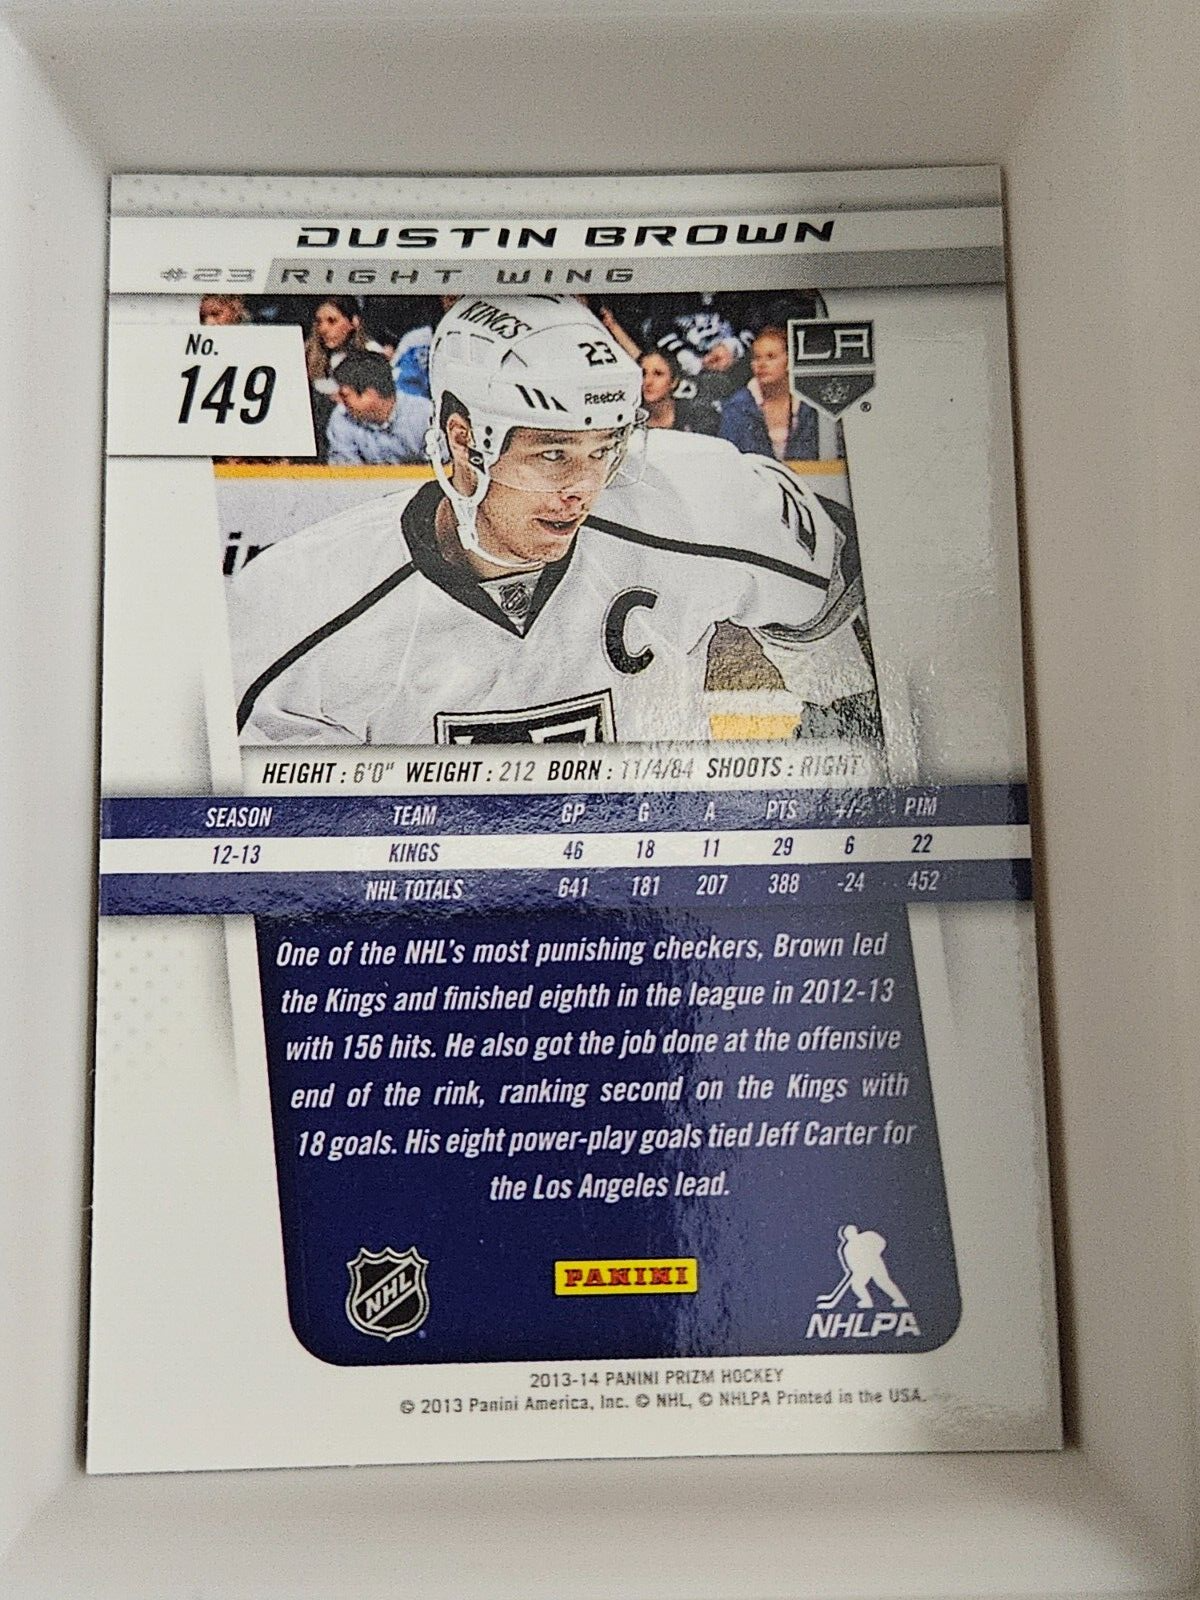 DUSTIN BROWN
#23 RIGHT WING
No.
149
KINGS
23
Reebok
LA
®
C
HEIGHT : 6'0" WEIGHT : 212 BORN : 11/4/84 SHOOTS : RIGHT
SEASON TEAM GP G A PTS +/- PIM
12-13 KINGS 46 18 11 29 6 22
NHL TOTALS 641 181 207 388 -24 452
One of the NHL's most punishing checkers, Brown led
the Kings and finished eighth in the league in 2012-13
with 156 hits. He also got the job done at the offensive
end of the rink, ranking second on the Kings with
18 goals. His eight power-play goals tied Jeff Carter for
the Los Angeles lead.
NHL
PANINI
NHLPA
2013-14 PANINI PRIZM HOCKEY
© 2013 Panini America, Inc. © NHL, © NHLPA Printed in the USA.